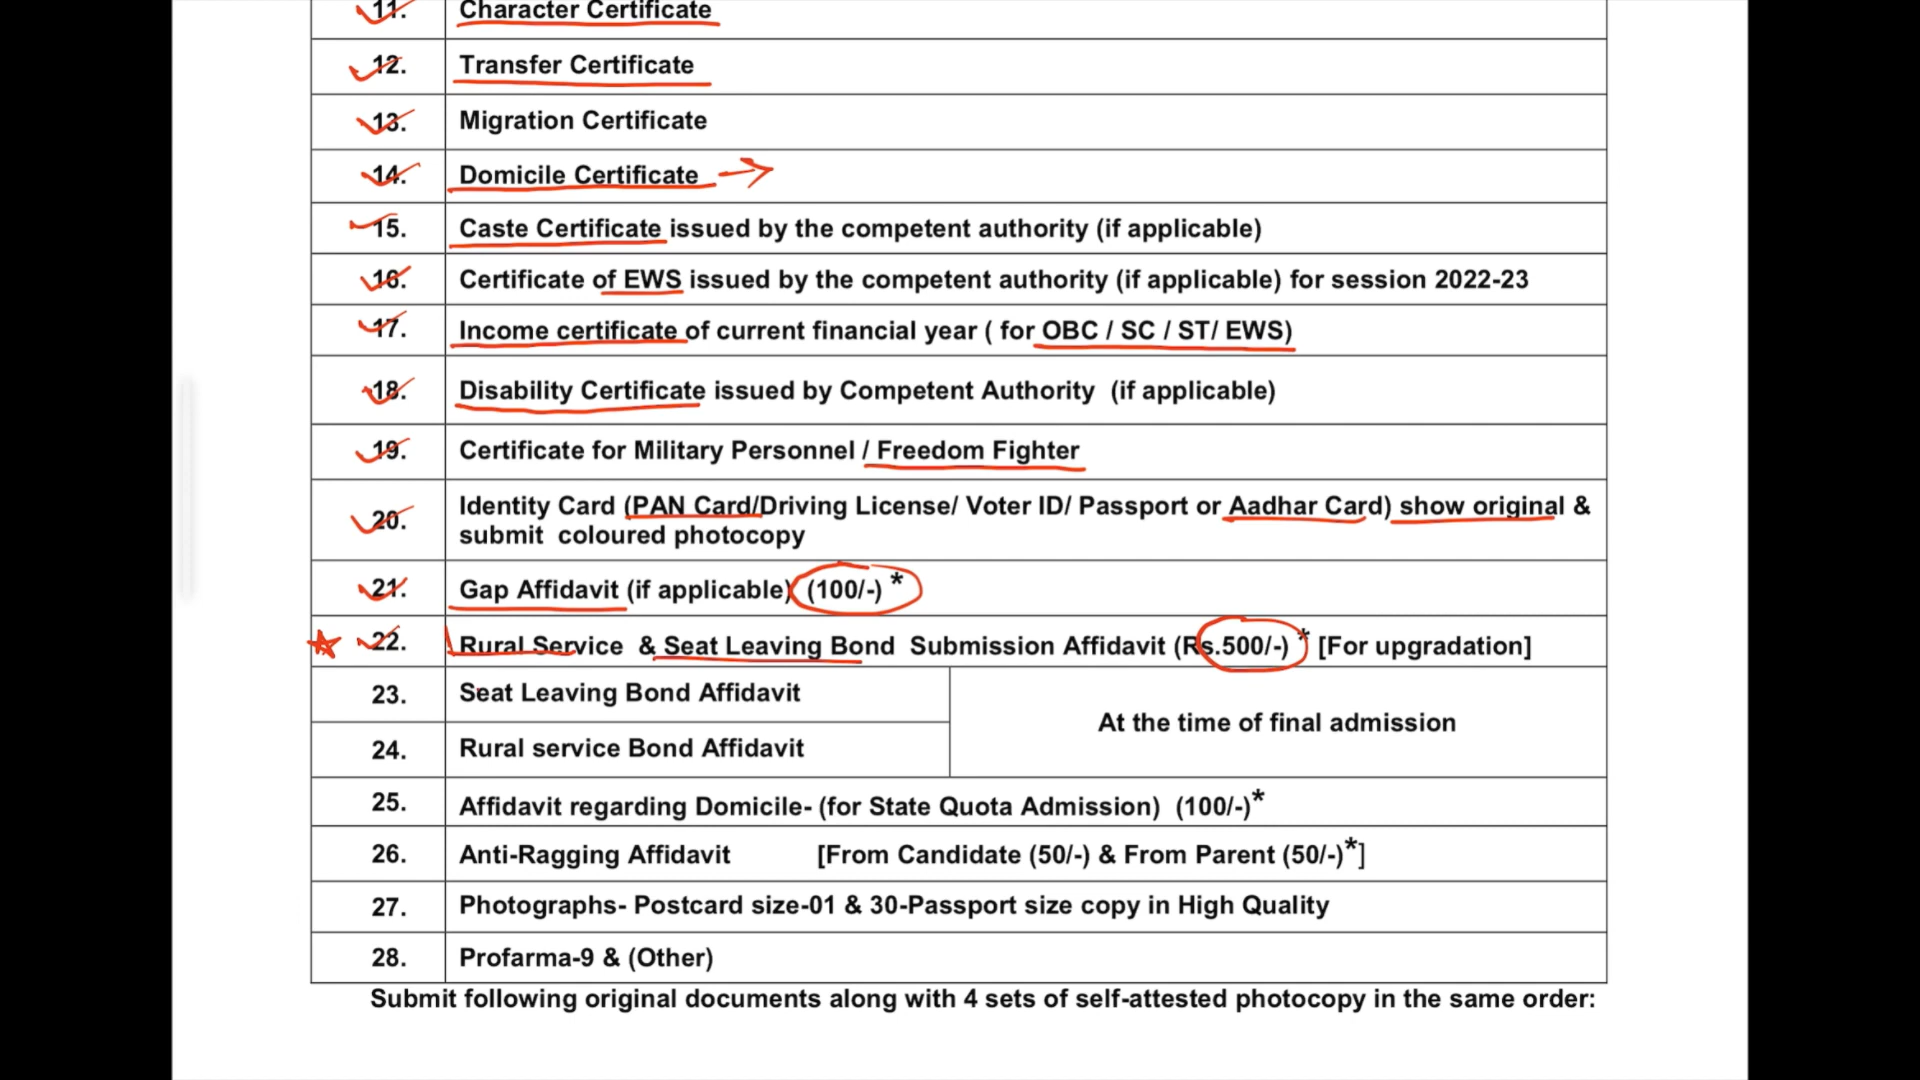 11. Character Certificate
12. Transfer Certificate
13. Migration Certificate
14. Domicile Certificate
15. Caste Certificate issued by the competent authority (if applicable)
16. Certificate of EWS issued by the competent authority (if applicable) for session 2022-23
17. Income certificate of current financial year ( for OBC / SC / ST/ EWS)
18. Disability Certificate issued by Competent Authority (if applicable)
19. Certificate for Military Personnel / Freedom Fighter
20. Identity Card (PAN Card/Driving License/ Voter ID/ Passport or Aadhar Card) show original &
submit coloured photocopy
21. Gap Affidavit (if applicable) (100/-) *
22. Rural Service & Seat Leaving Bond Submission Affidavit (Rs.500/-) * [For upgradation]
23. Seat Leaving Bond Affidavit
At the time of final admission
24. Rural service Bond Affidavit
25. Affidavit regarding Domicile- (for State Quota Admission) (100/-)*
26. Anti-Ragging Affidavit [From Candidate (50/-) & From Parent (50/-)*]
27. Photographs- Postcard size-01 & 30-Passport size copy in High Quality
28. Profarma-9 & (Other)
Submit following original documents along with 4 sets of self-attested photocopy in the same order: